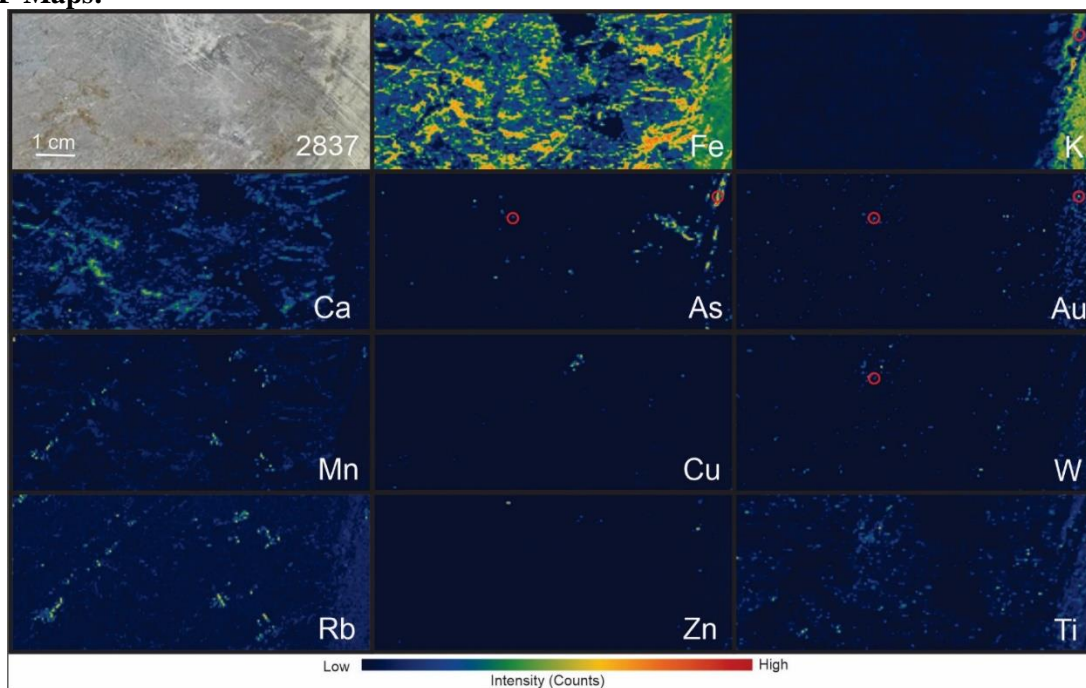 Maps:
1 cm
2837
Fe
K
Ca
As
Au
Mn
Cu
W
Rb
Zn
Ti
Low
High
Intensity (Counts)